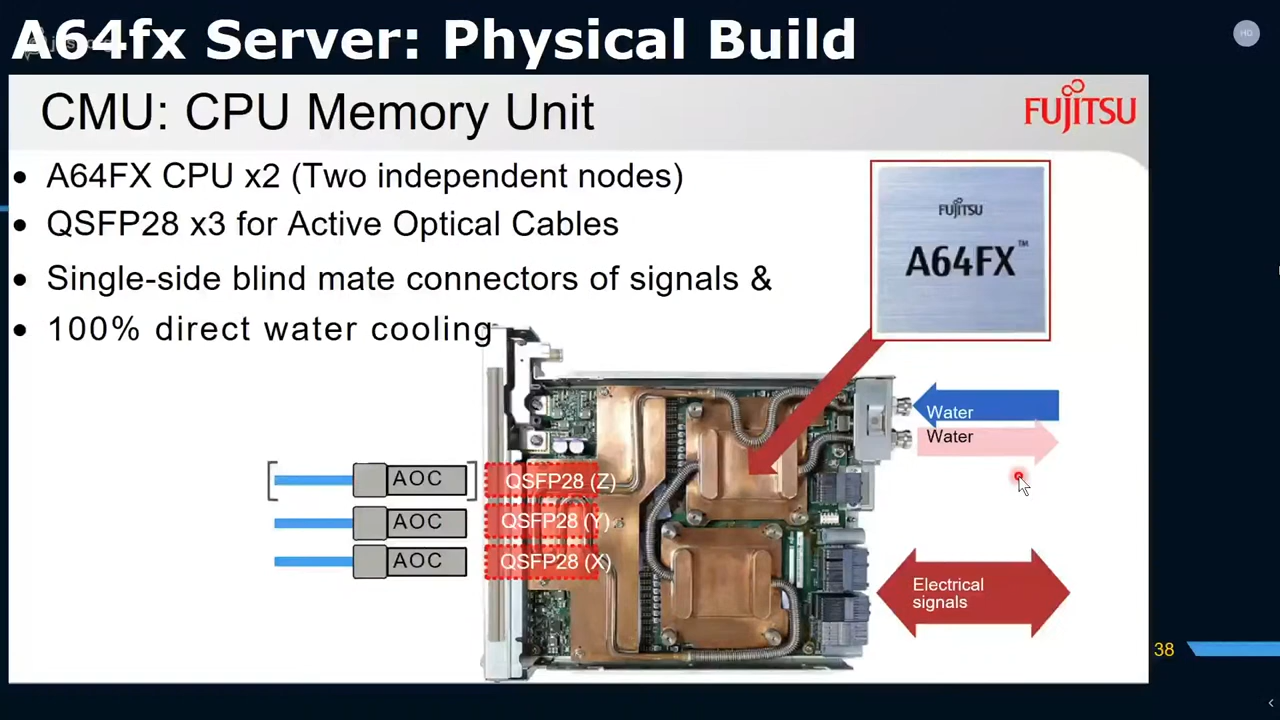 A64fx Server: Physical Build
HO
CMU: CPU Memory Unit
FUJITSU
• A64FX CPU x2 (Two independent nodes)
• QSFP28 x3 for Active Optical Cables
• Single-side blind mate connectors of signals &
• 100% direct water cooling
FUJITSU
A64FX™
Water
Water
AOC
QSFP28 (Z)
AOC
QSFP28 (Y)
AOC
QSFP28 (X)
Electrical
signals
38